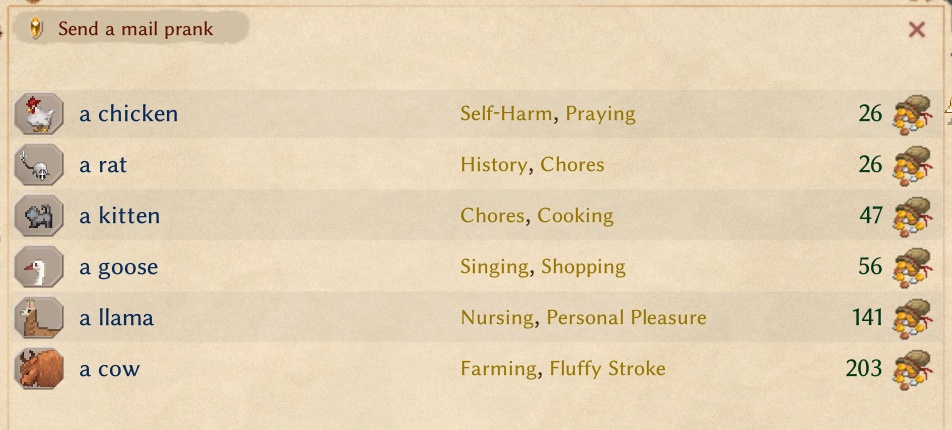 Send a mail prank
a chicken Self-Harm, Praying 26
a rat History, Chores 26
a kitten Chores, Cooking 47
a goose Singing, Shopping 56
a llama Nursing, Personal Pleasure 141
a cow Farming, Fluffy Stroke 203